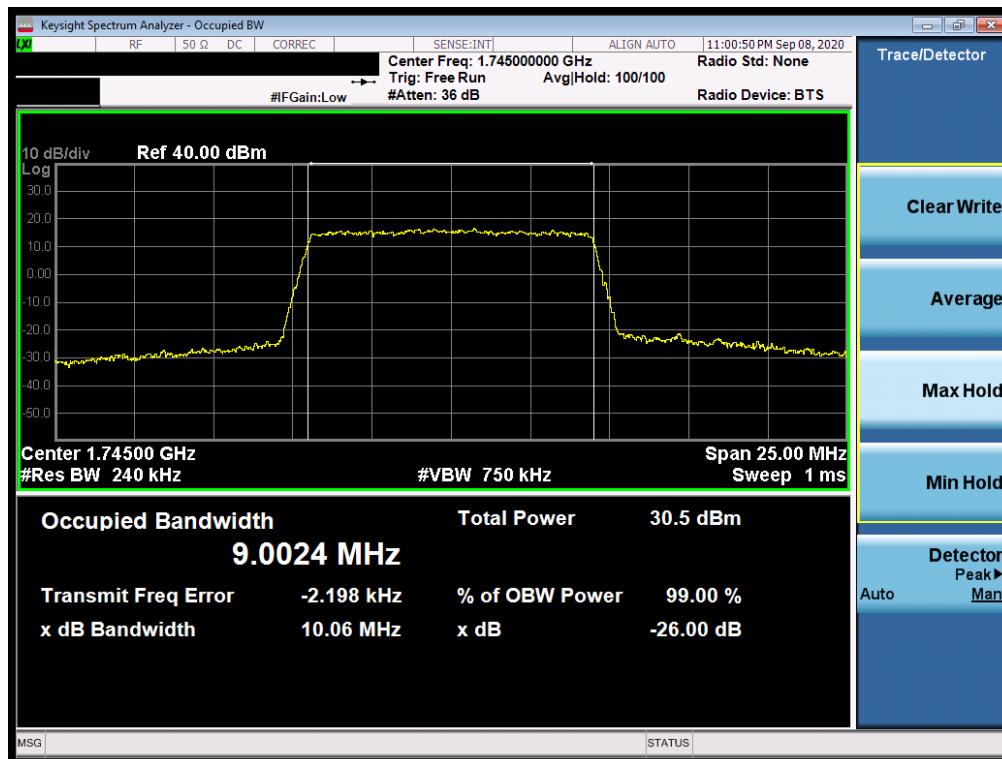 Keysight Spectrum Analyzer - Occupied BW
LXI RF 50 Ω DC CORREC SENSE:INT ALIGN AUTO 11:00:50 PM Sep 08, 2020
Center Freq: 1.745000000 GHz Radio Std: None
Trig: Free Run Avg|Hold: 100/100
#IFGain:Low #Atten: 36 dB Radio Device: BTS
10 dB/div Ref 40.00 dBm
Log
30.0
20.0
10.0
0.00
-10.0
-20.0
-30.0
-40.0
-50.0
Center 1.74500 GHz Span 25.00 MHz
#Res BW 240 kHz #VBW 750 kHz Sweep 1 ms
Occupied Bandwidth Total Power 30.5 dBm
9.0024 MHz
Transmit Freq Error -2.198 kHz % of OBW Power 99.00 %
x dB Bandwidth 10.06 MHz x dB -26.00 dB
MSG STATUS
Trace/Detector
Clear Write
Average
Max Hold
Min Hold
Detector
Peak
Auto Man